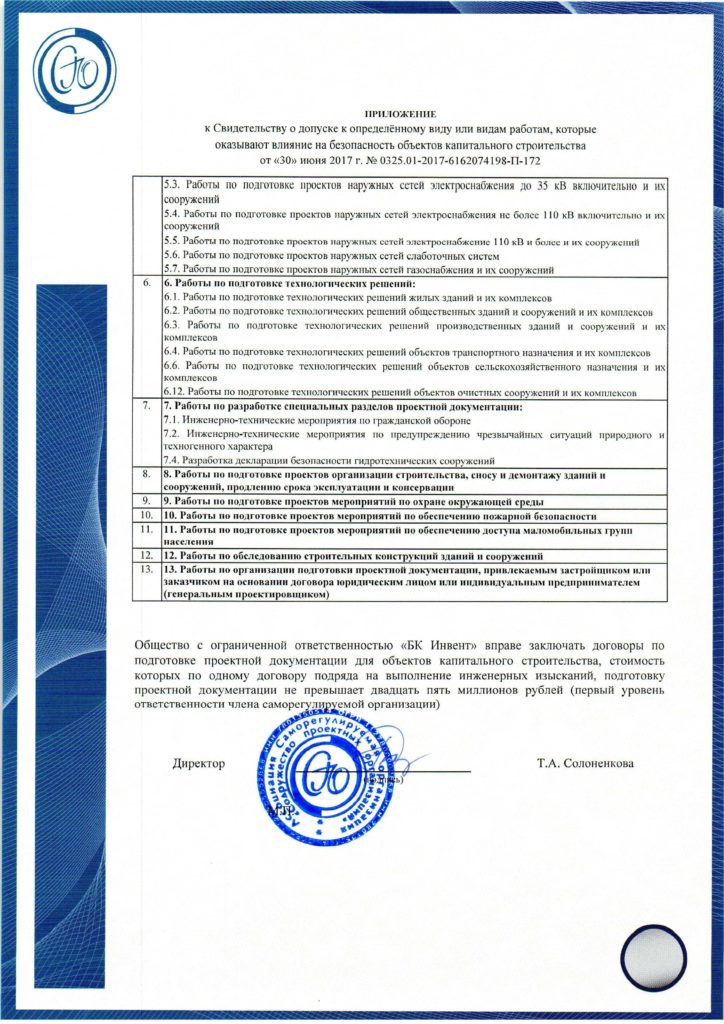 ПРИЛОЖЕНИЕ
к Свидетельству о допуске к определённому виду или видам работам, которые
оказывают влияние на безопасность объектов капитального строительства
от «30» июня 2017 г. № 0325.01-2017-6162074198-П-172
5.3. Работы по подготовке проектов наружных сетей электроснабжения до 35 кВ включительно и их
сооружений
5.4. Работы по подготовке проектов наружных сетей электроснабжения не более 110 кВ включительно и их
сооружений
5.5. Работы по подготовке проектов наружных сетей электроснабжение 110 кВ и более и их сооружений
5.6. Работы по подготовке проектов наружных сетей слаботочных систем
5.7. Работы по подготовке проектов наружных сетей газоснабжения и их сооружений
6. 6. Работы по подготовке технологических решений:
6.1. Работы по подготовке технологических решений жилых зданий и их комплексов
6.2. Работы по подготовке технологических решений общественных зданий и сооружений и их комплексов
6.3. Работы по подготовке технологических решений производственных зданий и сооружений и их
комплексов
6.4. Работы по подготовке технологических решений объектов транспортного назначения и их комплексов
6.6. Работы по подготовке технологических решений объектов сельскохозяйственного назначения и их
комплексов
6.12. Работы по подготовке технологических решений объектов очистных сооружений и их комплексов
7. 7. Работы по разработке специальных разделов проектной документации:
7.1. Инженерно-технические мероприятия по гражданской обороне
7.2. Инженерно-технические мероприятия по предупреждению чрезвычайных ситуаций природного и
техногенного характера
7.4. Разработка декларации безопасности гидротехнических сооружений
8. 8. Работы по подготовке проектов организации строительства, сносу и демонтажу зданий и
сооружений, продлению срока эксплуатации и консервации
9. 9. Работы по подготовке проектов мероприятий по охране окружающей среды
10. 10. Работы по подготовке проектов мероприятий по обеспечению пожарной безопасности
11. 11. Работы по подготовке проектов мероприятий по обеспечению доступа маломобильных групп
населения
12. 12. Работы по обследованию строительных конструкций зданий и сооружений
13. 13. Работы по организации подготовки проектной документации, привлекаемым застройщиком или
заказчиком на основании договора юридическим лицом или индивидуальным предпринимателем
(генеральным проектировщиком)
Общество с ограниченной ответственностью «БК Инвент» вправе заключать договоры по
подготовке проектной документации для объектов капитального строительства, стоимость
которых по одному договору подряда на выполнение инженерных изысканий, подготовку
проектной документации не превышает двадцать пять миллионов рублей (первый уровень
ответственности члена саморегулируемой организации)
Директор
Т.А. Солоненкова
(подпись)
М.П.
Ассоциация Саморегулируемая организация
«Содружество проектных организаций»